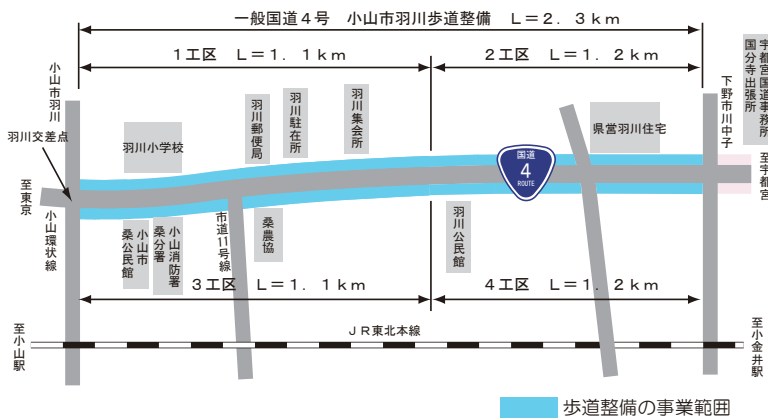 一般国道４号　小山市羽川歩道整備　Ｌ＝２．３ｋｍ
１工区　Ｌ＝１．１ｋｍ
２工区　Ｌ＝１．２ｋｍ
小山市羽川
羽川交差点
羽川小学校
羽川郵便局
羽川駐在所
羽川集会所
県営羽川住宅
下野市川中子
宇都宮国道事務所
国分寺出張所
至宇都宮
国道
4
ROUTE
至東京
小山環状線
小山市
桑公民館
小山消防署
桑分署
市道11号線
桑農協
羽川公民館
３工区　Ｌ＝１．１ｋｍ
４工区　Ｌ＝１．２ｋｍ
至小山駅
ＪＲ東北本線
至小金井駅
歩道整備の事業範囲